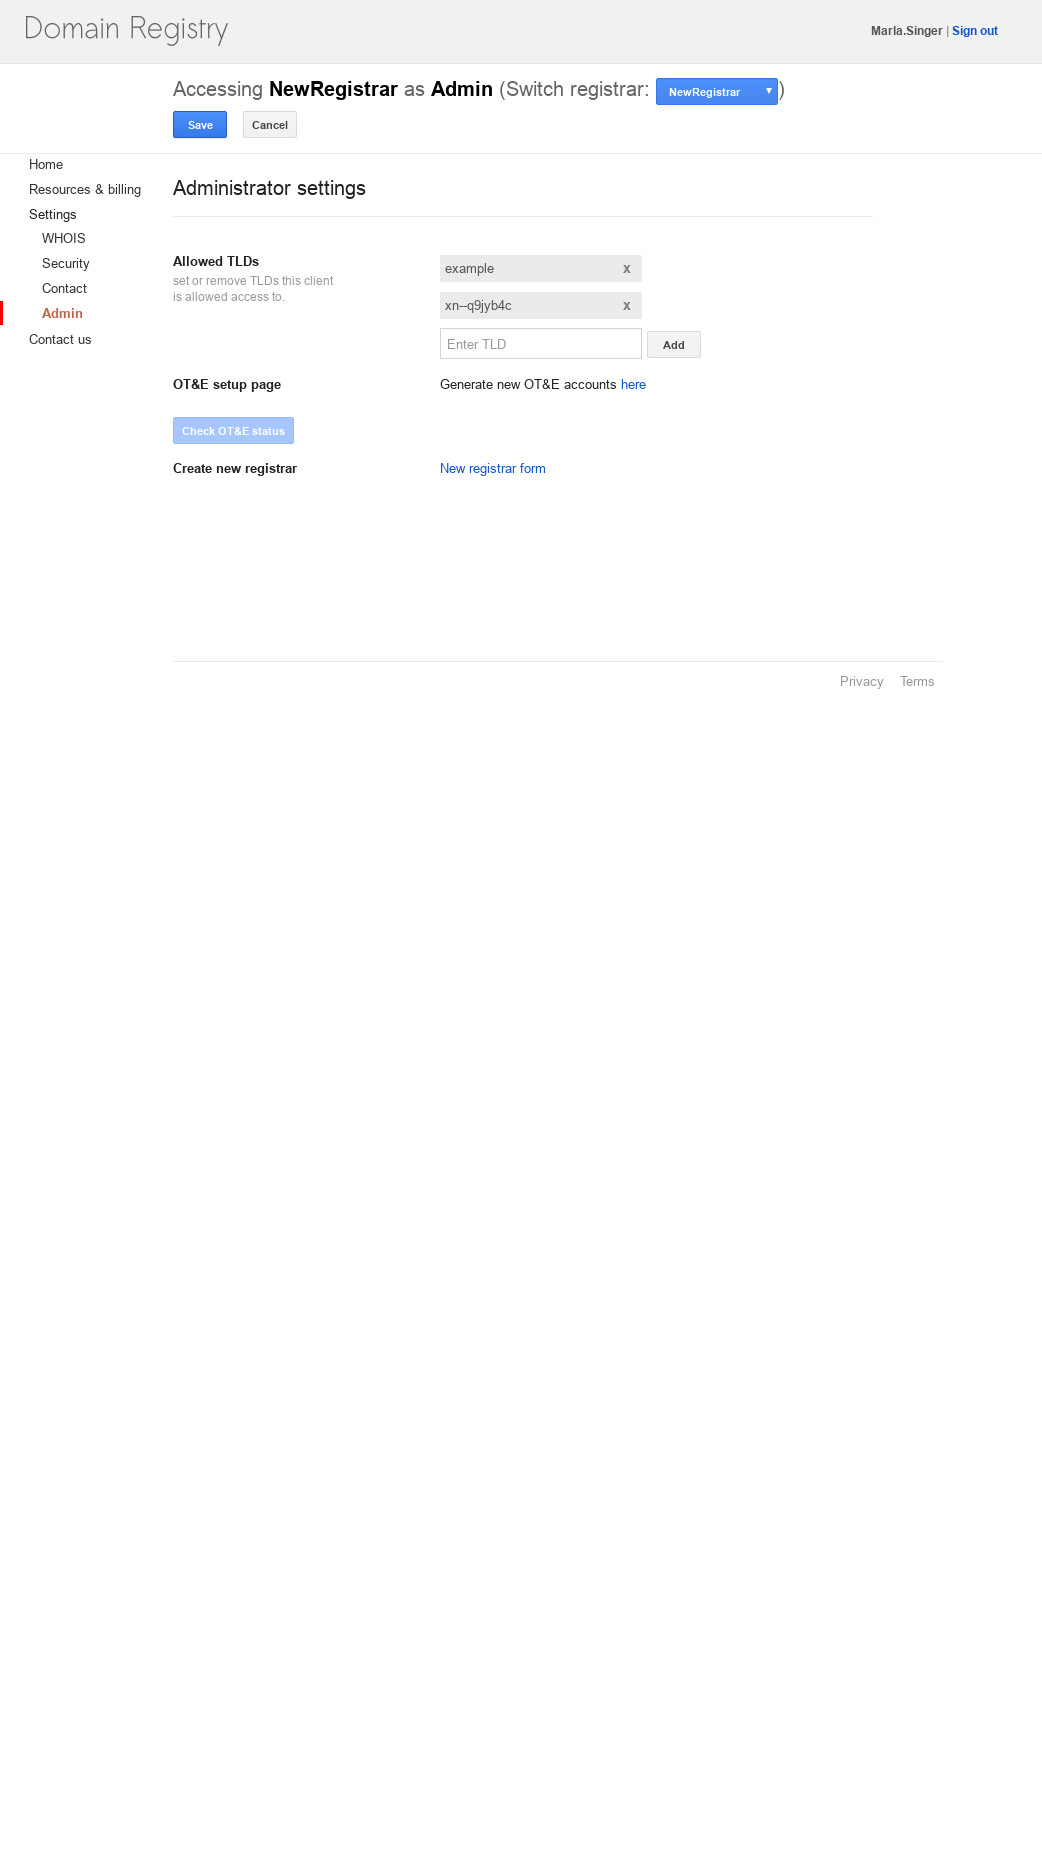 Domain Registry
Marla.Singer | Sign out
Accessing NewRegistrar as Admin (Switch registrar: NewRegistrar ▼)
Save Cancel
Home
Resources & billing
Settings
WHOIS
Security
Contact
Admin
Contact us
Administrator settings
Allowed TLDs
set or remove TLDs this client
is allowed access to.
example x
xn--q9jyb4c x
Enter TLD Add
OT&E setup page Generate new OT&E accounts here
Check OT&E status
Create new registrar New registrar form
Privacy Terms